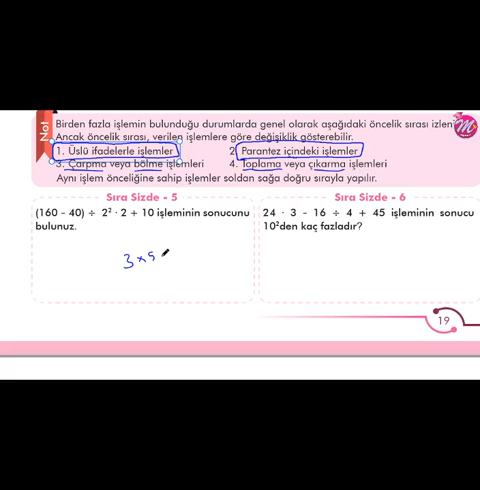 Not
Birden fazla işlemin bulunduğu durumlarda genel olarak aşağıdaki öncelik sırası izlenir.
Ancak öncelik sırası, verilen işlemlere göre değişiklik gösterebilir.
1. Üslü ifadelerle işlemler 2. Parantez içindeki işlemler
3. Çarpma veya bölme işlemleri 4. Toplama veya çıkarma işlemleri
Aynı işlem önceliğine sahip işlemler soldan sağa doğru sırayla yapılır.
Sıra Sizde - 5
(160 - 40) ÷ 2² · 2 + 10 işleminin sonucunu
bulunuz.
3×5
Sıra Sizde - 6
24 · 3 - 16 ÷ 4 + 45 işleminin sonucu
10²den kaç fazladır?
19